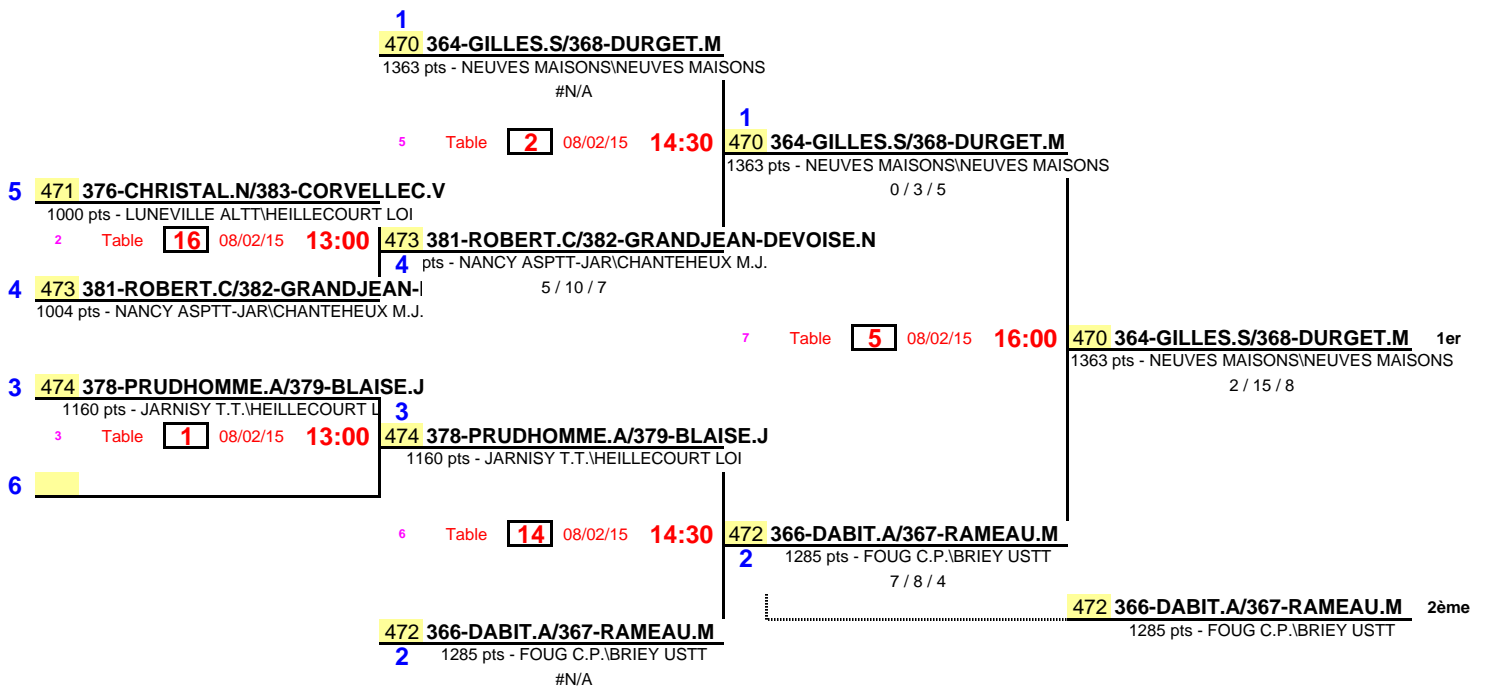 1
470 364-GILLES.S/368-DURGET.M
1363 pts - NEUVES MAISONS\NEUVES MAISONS
#N/A
1
5 Table 2 08/02/15 14:30 470 364-GILLES.S/368-DURGET.M
1363 pts - NEUVES MAISONS\NEUVES MAISONS
0 / 3 / 5
5 471 376-CHRISTAL.N/383-CORVELLEC.V
1000 pts - LUNEVILLE ALTT\HEILLECOURT LOI
2 Table 16 08/02/15 13:00 473 381-ROBERT.C/382-GRANDJEAN-DEVOISE.N
4 pts - NANCY ASPTT-JAR\CHANTEHEUX M.J.
4 473 381-ROBERT.C/382-GRANDJEAN-
5 / 10 / 7
1004 pts - NANCY ASPTT-JAR\CHANTEHEUX M.J.
7 Table 5 08/02/15 16:00 470 364-GILLES.S/368-DURGET.M 1er
1363 pts - NEUVES MAISONS\NEUVES MAISONS
2 / 15 / 8
3 474 378-PRUDHOMME.A/379-BLAISE.J
1160 pts - JARNISY T.T.\HEILLECOURT L
3
3 Table 1 08/02/15 13:00 474 378-PRUDHOMME.A/379-BLAISE.J
1160 pts - JARNISY T.T.\HEILLECOURT LOI
6
6 Table 14 08/02/15 14:30 472 366-DABIT.A/367-RAMEAU.M
2 1285 pts - FOUG C.P.\BRIEY USTT
7 / 8 / 4
472 366-DABIT.A/367-RAMEAU.M 2ème
1285 pts - FOUG C.P.\BRIEY USTT
472 366-DABIT.A/367-RAMEAU.M
2 1285 pts - FOUG C.P.\BRIEY USTT
#N/A